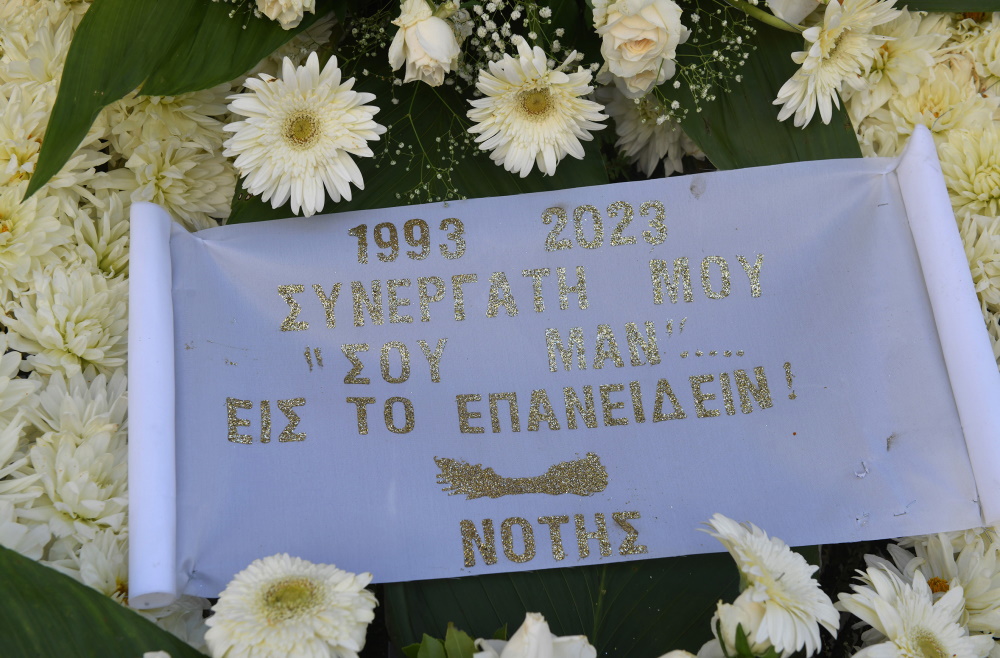 1993 2023
ΣΥΝΕΡΓΑΤΗ ΜΟΥ
"ΣΟΥ ΜΑΝ".....
ΕΙΣ ΤΟ ΕΠΑΝΕΙΔΕΙΝ!
ΝΟΤΗΣ